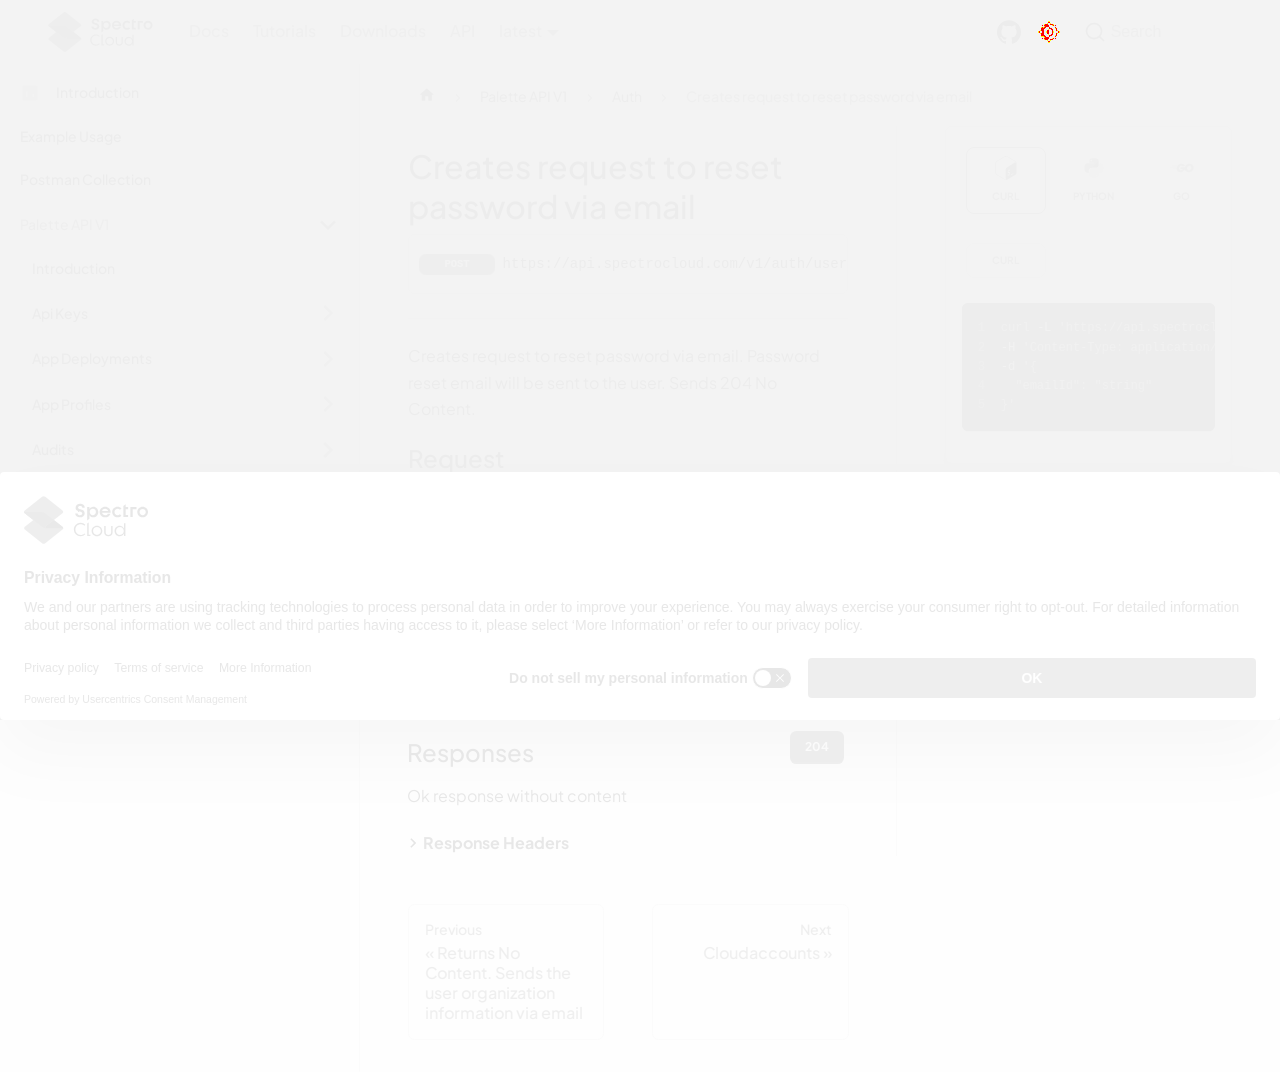 Spectro
Cloud
Docs
Tutorials
Downloads
API
latest
Search
Introduction
Example Usage
Postman Collection
Palette API V1
Introduction
Api Keys
App Deployments
App Profiles
Audits
Palette API V1
Auth
Creates request to reset password via email
Creates request to reset
password via email
https://api.spectrocloud.com/v1/auth/user
Creates request to reset password via email. Password
reset email will be sent to the user. Sends 204 No
Content.
Request
CURL
PYTHON
GO
CURL
Spectro
Cloud
Privacy Information
We and our partners are using tracking technologies to process personal data in order to improve your experience. You may always exercise your consumer right to opt-out. For detailed information
about personal information we collect and third parties having access to it, please select 'More Information' or refer to our privacy policy.
Privacy policy
Terms of service
More Information
Powered by Usercentrics Consent Management
Do not sell my personal information
OK
Responses
204
Ok response without content
Response Headers
Previous
« Returns No
Content. Sends the
user organization
information via email
Next
Cloudaccounts »